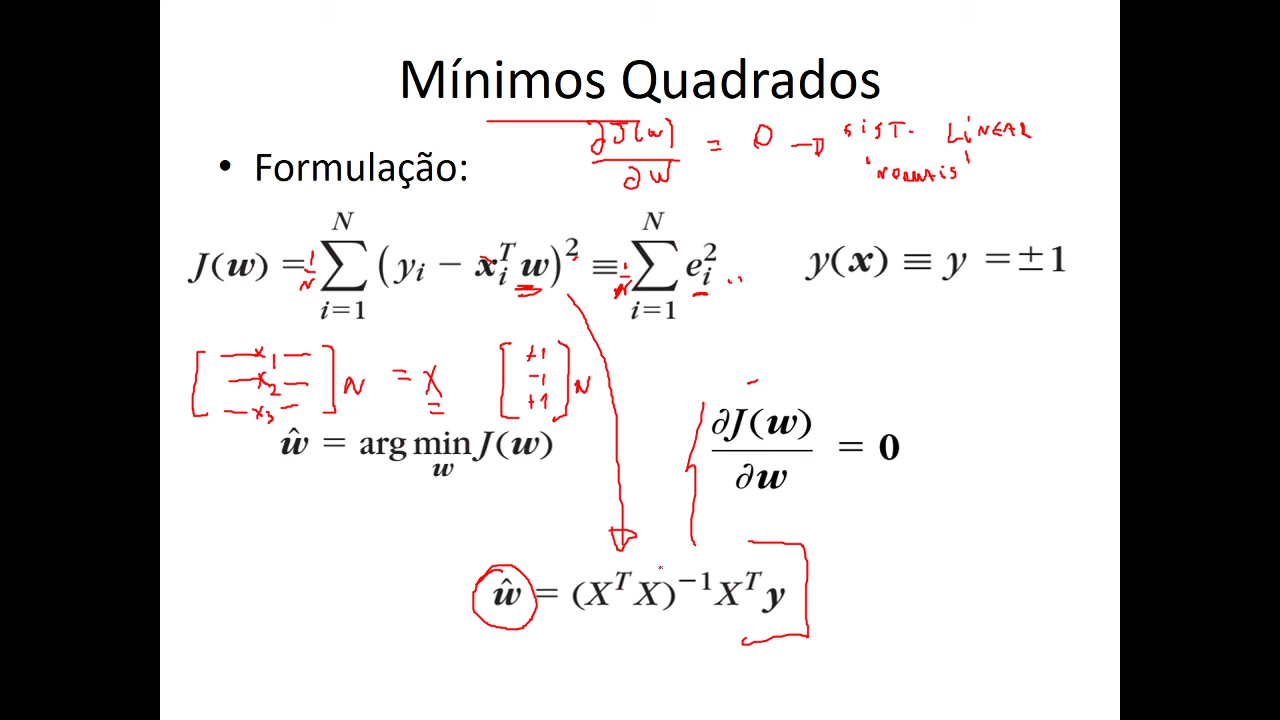 Mínimos Quadrados
∂J(w)/∂w = 0 → SIST. LINEAR
"NORMAIS"
• Formulação:
J(w) = 1/N ∑_{i=1}^{N} (y_i − x_i^T w)^2 ≡ 1/N ∑_{i=1}^{N} e_i^2 .. y(x) ≡ y = ±1
[x_1 x_2 x_3] N = X [+1 −1 +1] N
ŵ = arg min_w J(w) ∂J(w)/∂w = 0
ŵ = (X^T X)^{−1} X^T y